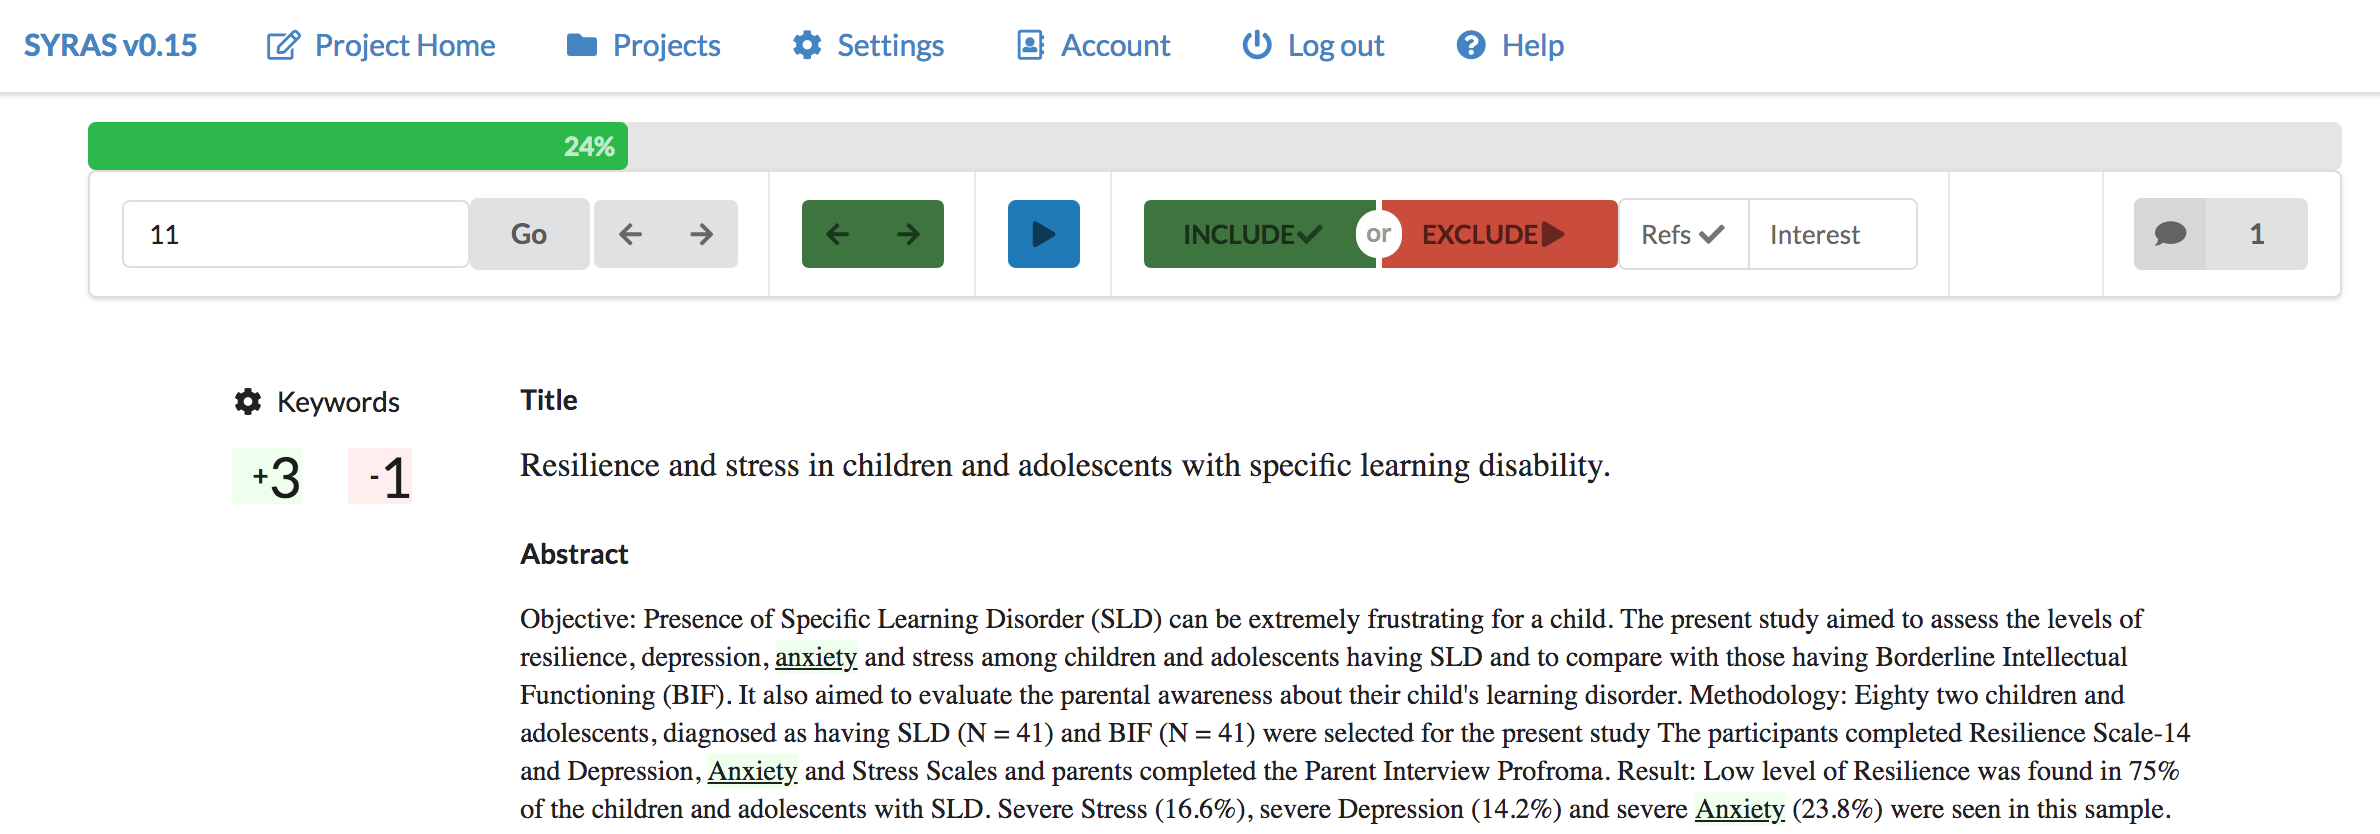 SYRAS v0.15 Project Home Projects Settings Account Log out Help
24%
11 Go INCLUDE or EXCLUDE Refs Interest 1
Keywords
+3 -1
Title
Resilience and stress in children and adolescents with specific learning disability.
Abstract
Objective: Presence of Specific Learning Disorder (SLD) can be extremely frustrating for a child. The present study aimed to assess the levels of
resilience, depression, anxiety and stress among children and adolescents having SLD and to compare with those having Borderline Intellectual
Functioning (BIF). It also aimed to evaluate the parental awareness about their child's learning disorder. Methodology: Eighty two children and
adolescents, diagnosed as having SLD (N = 41) and BIF (N = 41) were selected for the present study The participants completed Resilience Scale-14
and Depression, Anxiety and Stress Scales and parents completed the Parent Interview Profroma. Result: Low level of Resilience was found in 75%
of the children and adolescents with SLD. Severe Stress (16.6%), severe Depression (14.2%) and severe Anxiety (23.8%) were seen in this sample.